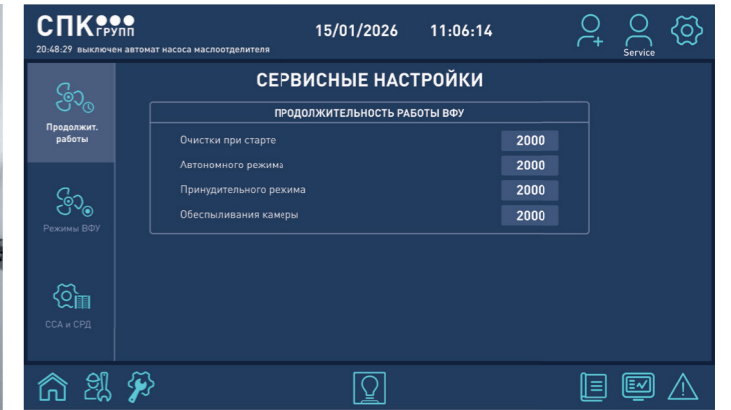 СПК ГРУПП
15/01/2026 11:06:14
20:48:29 выключен автомат насоса маслоотделителя
Service
СЕРВИСНЫЕ НАСТРОЙКИ
Продолжит.
работы
Режимы ВФУ
ССА и СРД
ПРОДОЛЖИТЕЛЬНОСТЬ РАБОТЫ ВФУ
Очистки при старте 2000
Автономного режима 2000
Принудительного режима 2000
Обеспыливания камеры 2000